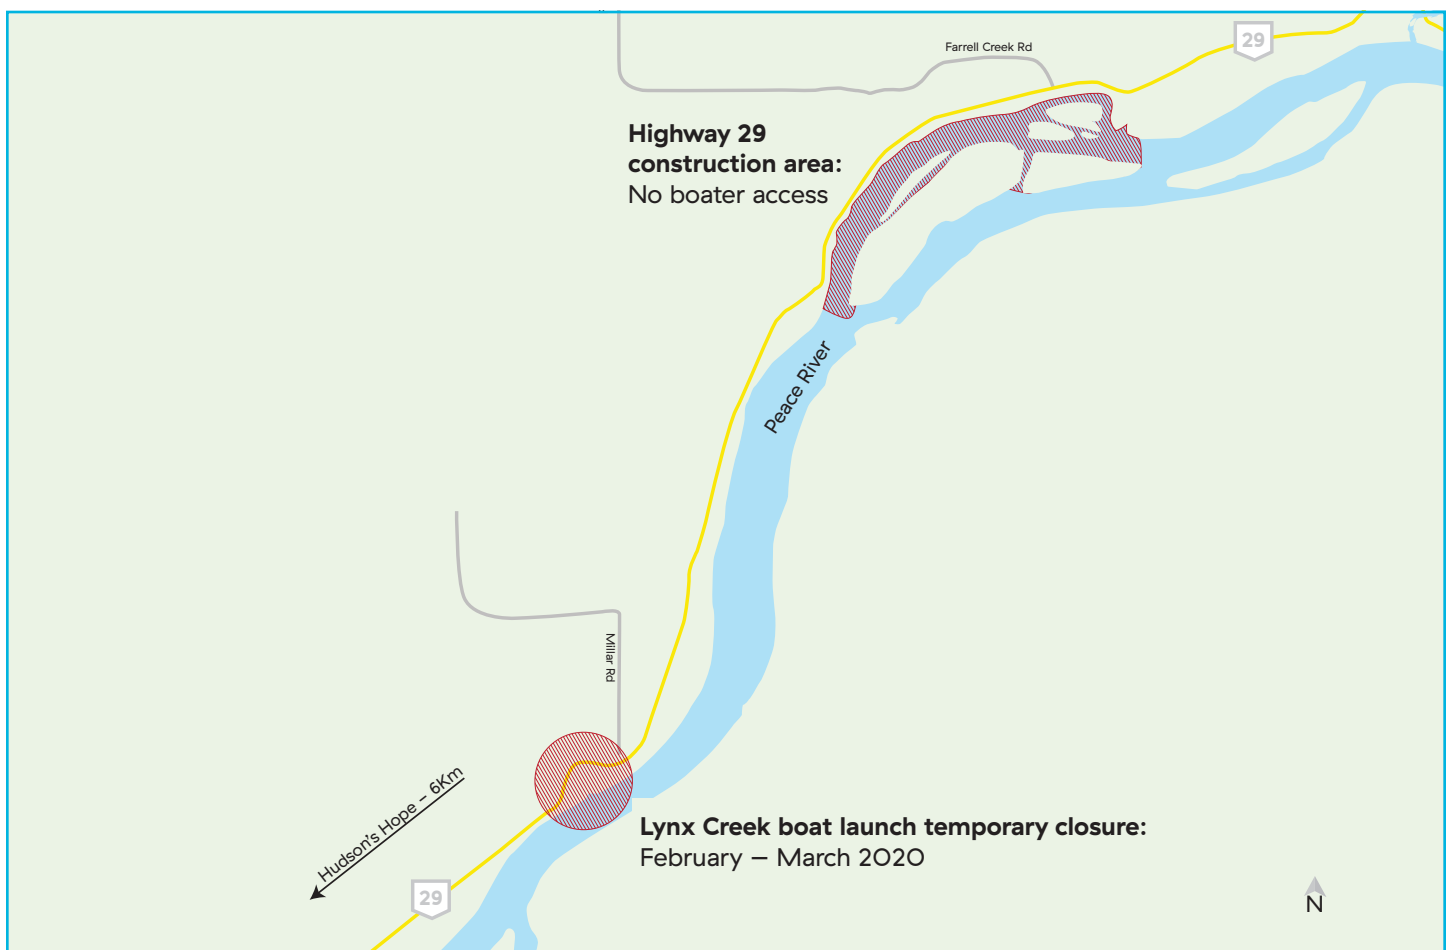 29
Farrell Creek Rd
Highway 29
construction area:
No boater access
Peace River
Millar Rd
Hudson's Hope – 6Km
Lynx Creek boat launch temporary closure:
February – March 2020
29
N